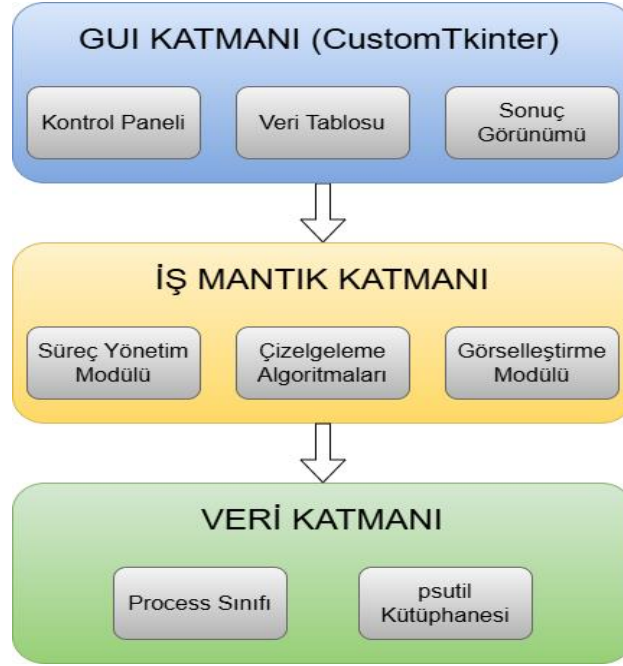 GUI KATMANI (CustomTkinter)
Kontrol Paneli
Veri Tablosu
Sonuç
Görünümü
İŞ MANTIK KATMANI
Süreç Yönetim
Modülü
Çizelgeleme
Algoritmaları
Görselleştirme
Modülü
VERİ KATMANI
Process Sınıfı
psutil
Kütüphanesi